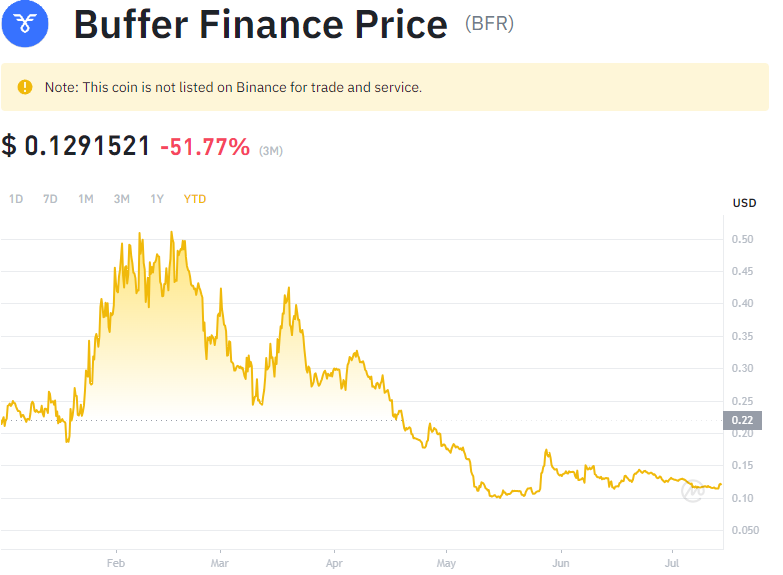 Buffer Finance Price (BFR)
Note: This coin is not listed on Binance for trade and service.
$ 0.1291521 -51.77% (3M)
1D 7D 1M 3M 1Y YTD
USD
0.50
0.45
0.40
0.35
0.30
0.25
0.22
0.20
0.15
0.10
0.050
Feb Mar Apr May Jun Jul